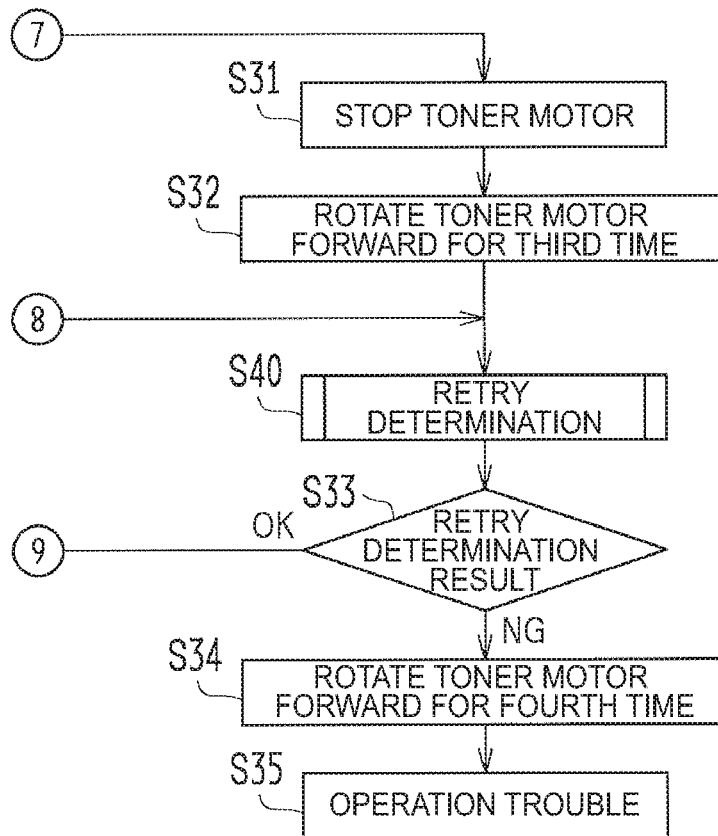 7
S31
STOP TONER MOTOR
S32
ROTATE TONER MOTOR
FORWARD FOR THIRD TIME
8
S40
RETRY
DETERMINATION
S33
OK
RETRY
DETERMINATION
RESULT
9
NG
S34
ROTATE TONER MOTOR
FORWARD FOR FOURTH TIME
S35
OPERATION TROUBLE